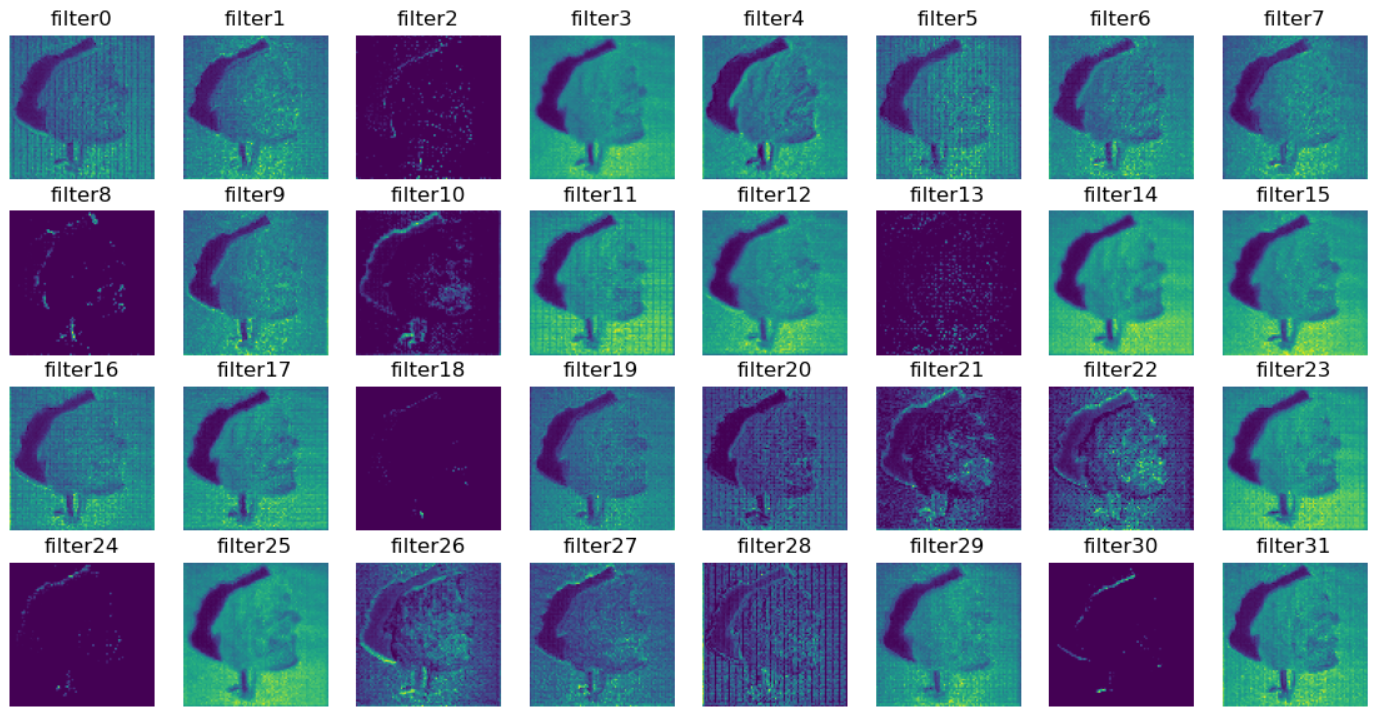 filter0 filter1 filter2 filter3 filter4 filter5 filter6 filter7
filter8 filter9 filter10 filter11 filter12 filter13 filter14 filter15
filter16 filter17 filter18 filter19 filter20 filter21 filter22 filter23
filter24 filter25 filter26 filter27 filter28 filter29 filter30 filter31